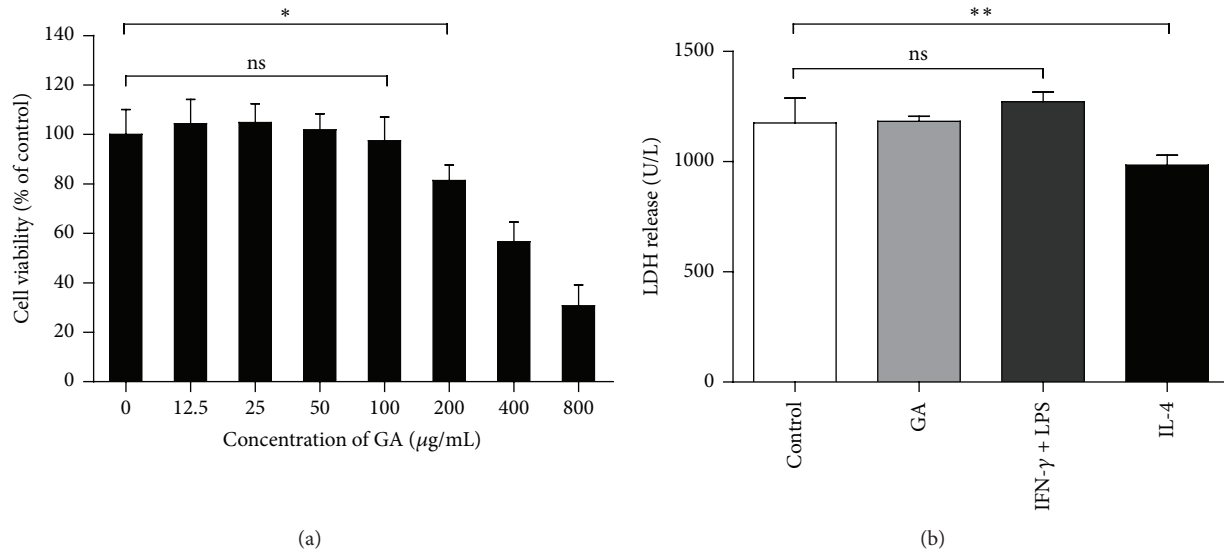 *
ns
140
120
100
80
60
40
20
0
Cell viability (% of control)
0 12.5 25 50 100 200 400 800
Concentration of GA (μg/mL)
(a)
**
ns
1500
1000
500
0
LDH release (U/L)
Control
GA
IFN-γ + LPS
IL-4
(b)